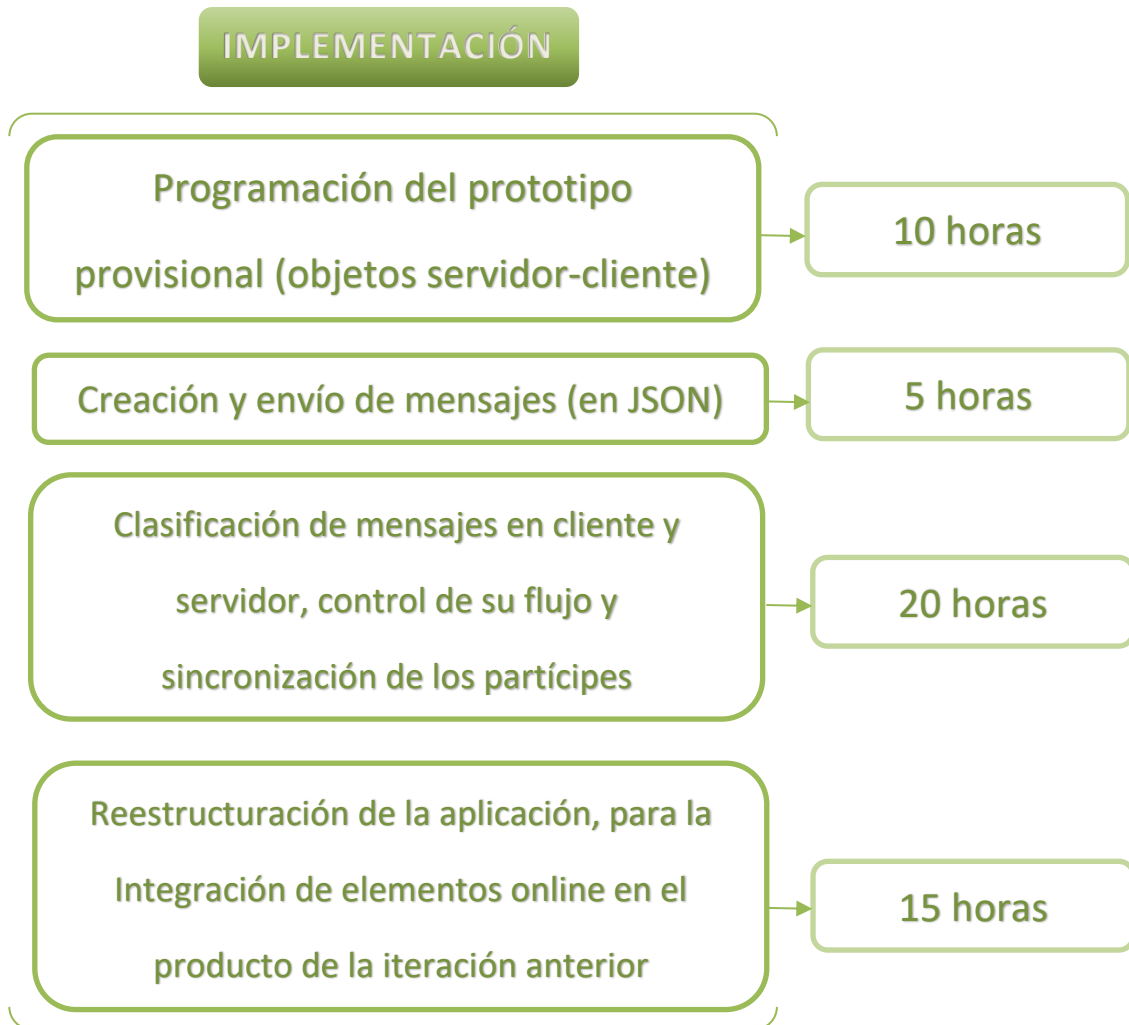 IMPLEMENTACIÓN
Programación del prototipo
provisional (objetos servidor-cliente)
10 horas
Creación y envío de mensajes (en JSON)
5 horas
Clasificación de mensajes en cliente y
servidor, control de su flujo y
sincronización de los partícipes
20 horas
Reestructuración de la aplicación, para la
Integración de elementos online en el
producto de la iteración anterior
15 horas